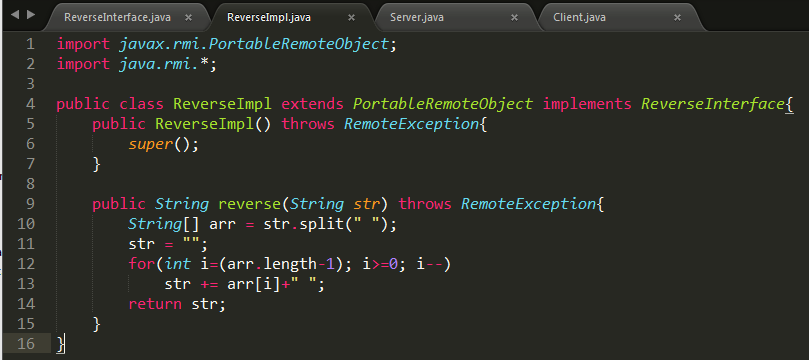 ReverseInterface.java × ReverseImpl.java × Server.java × Client.java ×
1 import javax.rmi.PortableRemoteObject;
2 import java.rmi.*;
3
4 public class ReverseImpl extends PortableRemoteObject implements ReverseInterface{
5     public ReverseImpl() throws RemoteException{
6         super();
7     }
8
9     public String reverse(String str) throws RemoteException{
10         String[] arr = str.split(" ");
11         str = "";
12         for(int i=(arr.length-1); i>=0; i--)
13             str += arr[i]+" ";
14         return str;
15     }
16 }